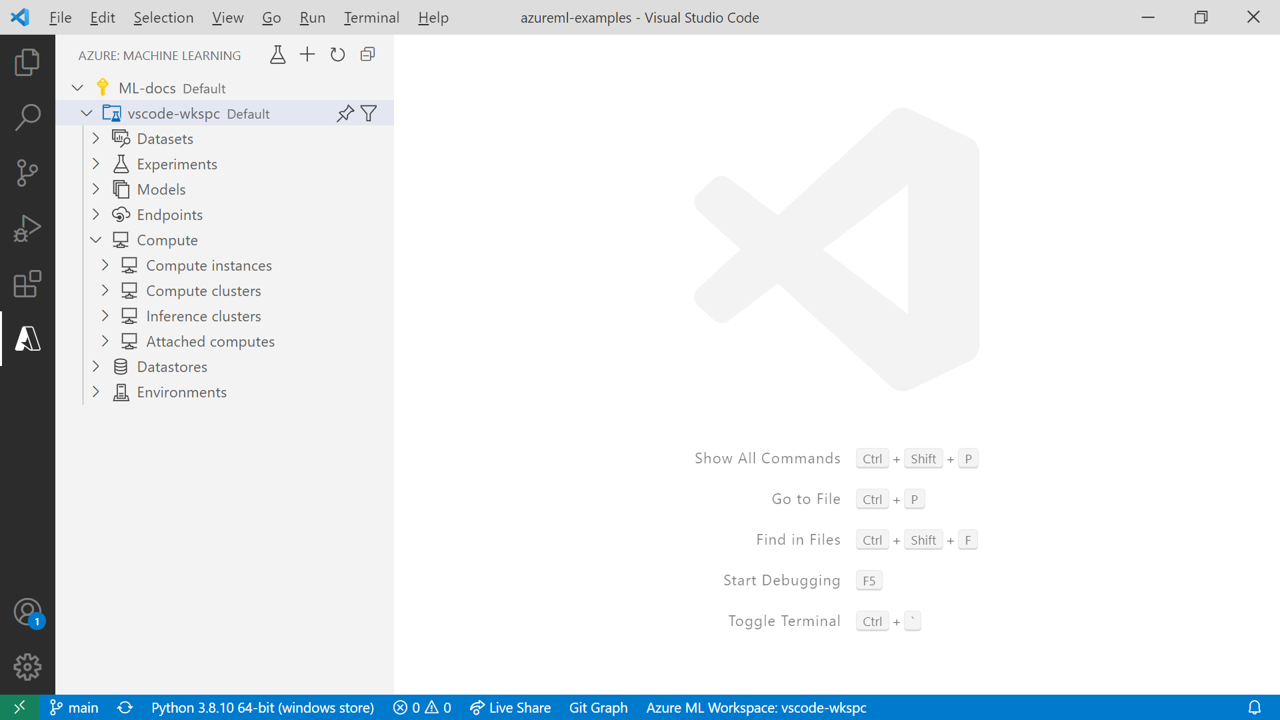 File Edit Selection View Go Run Terminal Help azureml-examples - Visual Studio Code
AZURE: MACHINE LEARNING
ML-docs Default
vscode-wkspc Default
Datasets
Experiments
Models
Endpoints
Compute
Compute instances
Compute clusters
Inference clusters
Attached computes
Datastores
Environments
Show All Commands Ctrl + Shift + P
Go to File Ctrl + P
Find in Files Ctrl + Shift + F
Start Debugging F5
Toggle Terminal Ctrl + `
1
main Python 3.8.10 64-bit (windows store) 0 0 Live Share Git Graph Azure ML Workspace: vscode-wkspc